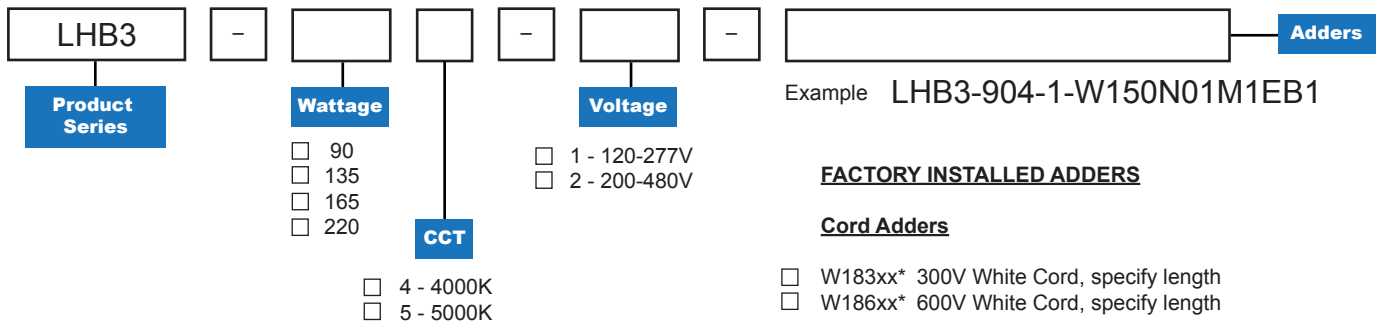 LHB3 - - -
Adders
Product
Series
Wattage
Voltage
Example LHB3-904-1-W150N01M1EB1
90
135
165
220
1 - 120-277V
2 - 200-480V
CCT
4 - 4000K
5 - 5000K
FACTORY INSTALLED ADDERS
Cord Adders
W183xx* 300V White Cord, specify length
W186xx* 600V White Cord, specify length